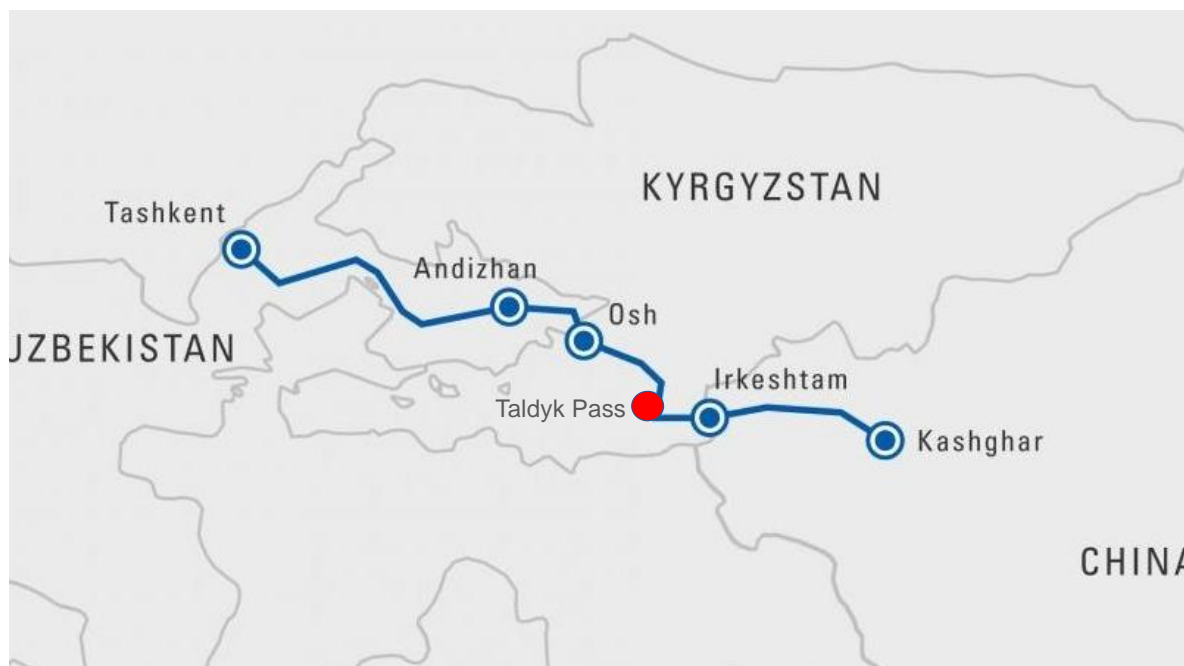 KYRGYZSTAN
Tashkent
Andizhan
Osh
UZBEKISTAN
Irkeshtam
Taldyk Pass
Kashghar
CHINA